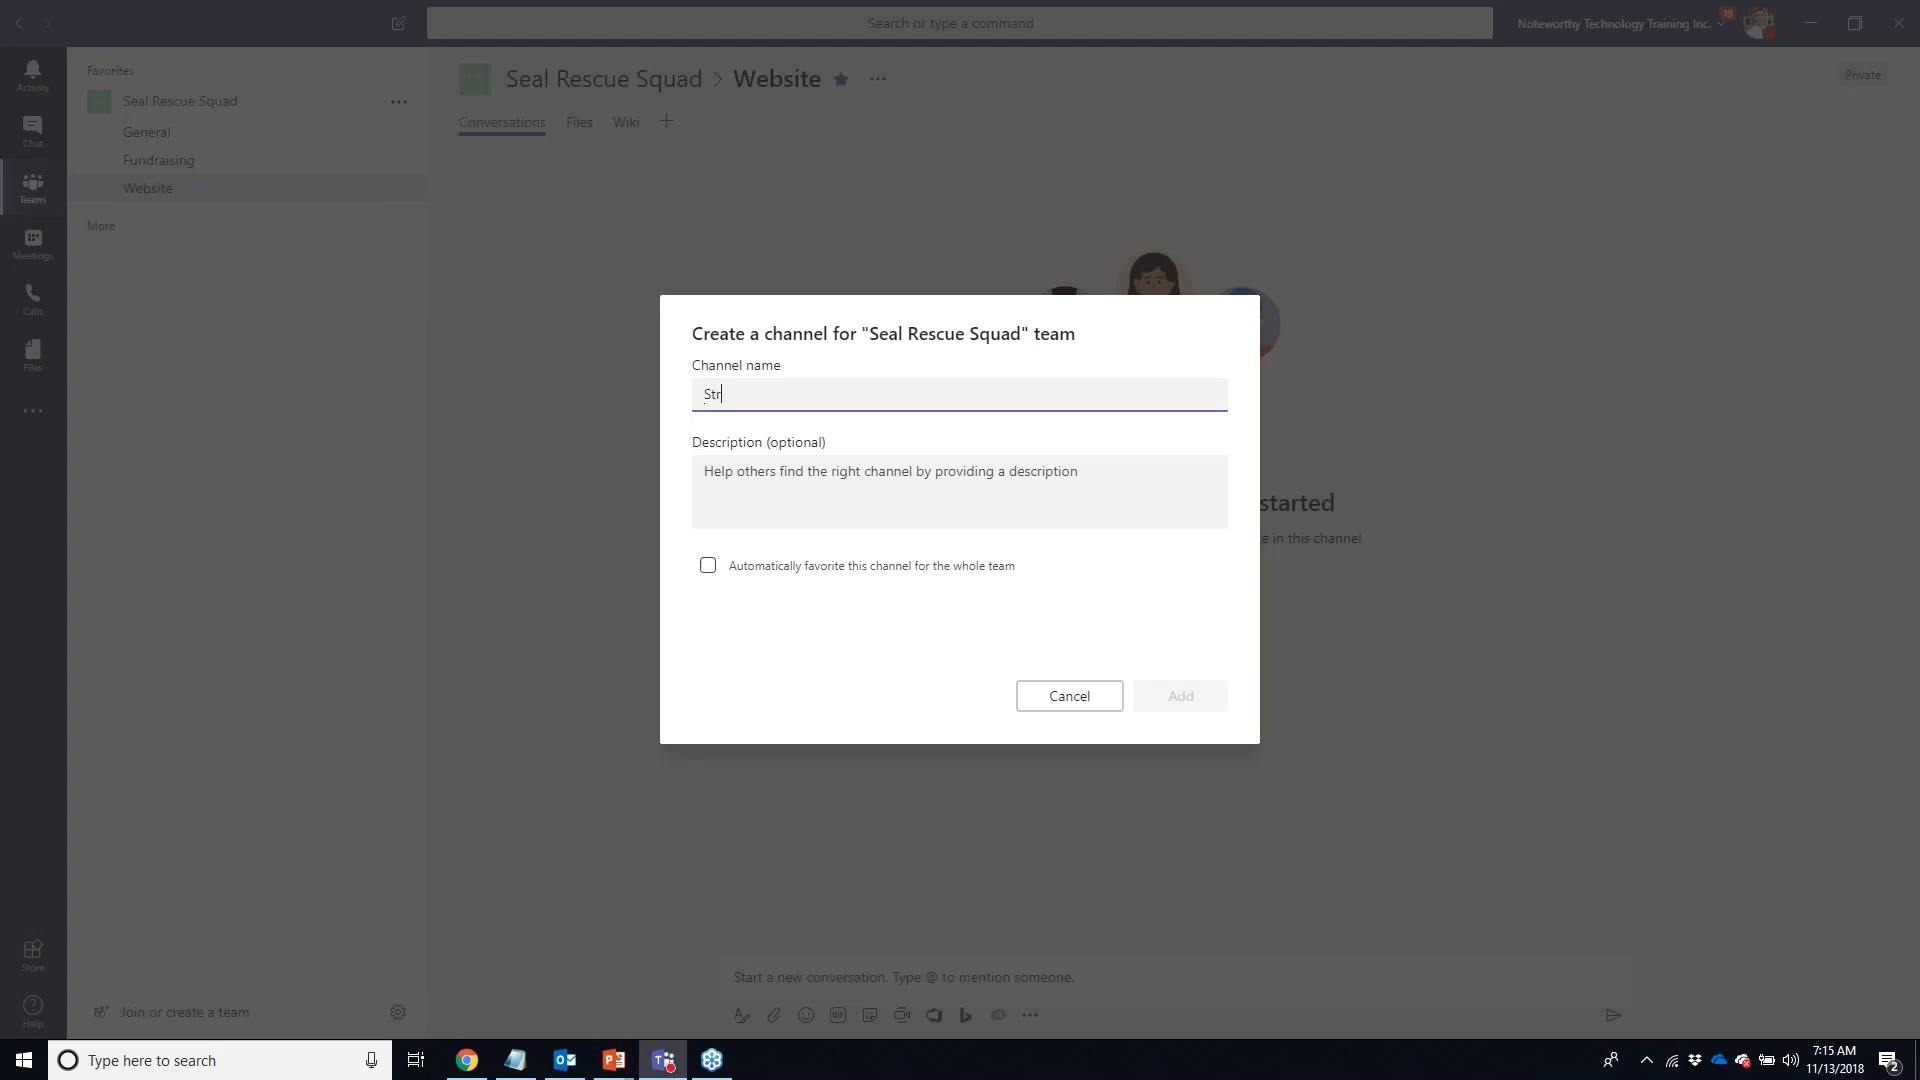 Search or type a command
Noteworthy Technology Training Inc.
19
Activity
Chat
Teams
Meetings
Calls
Files
Store
Help
Favorites
Seal Rescue Squad
General
Fundraising
Website
More
Join or create a team
Seal Rescue Squad > Website
Private
Conversations Files Wiki
Create a channel for "Seal Rescue Squad" team
Channel name
Str
Description (optional)
Help others find the right channel by providing a description
Automatically favorite this channel for the whole team
Cancel
Add
started
in this channel
Start a new conversation. Type @ to mention someone.
GIF
Type here to search
7:15 AM
11/13/2018
2